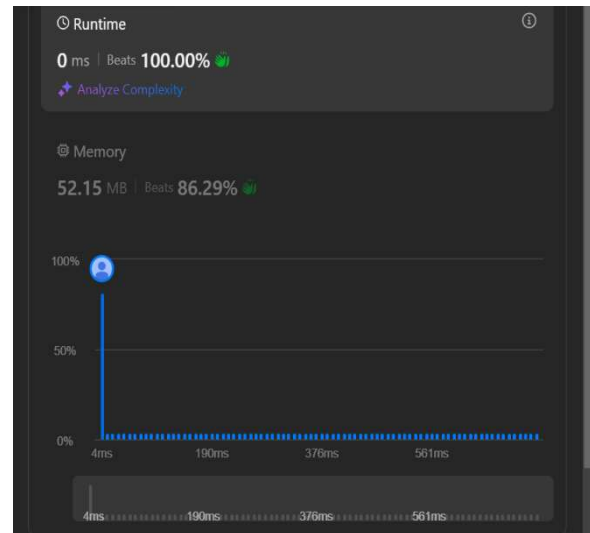 Runtime
0 ms | Beats 100.00%
Analyze Complexity
Memory
52.15 MB | Beats 86.29%
100%
50%
0%
4ms 190ms 376ms 561ms
4ms 190ms 376ms 561ms